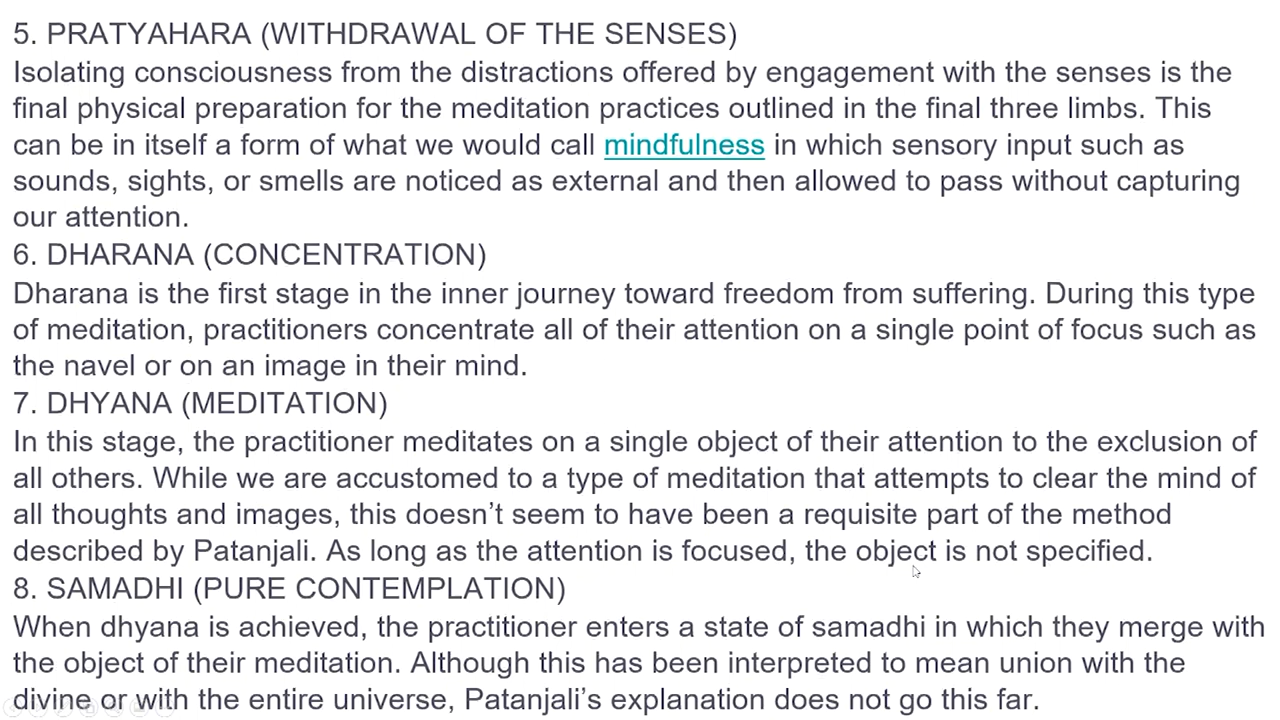 5. PRATYAHARA (WITHDRAWAL OF THE SENSES)
Isolating consciousness from the distractions offered by engagement with the senses is the
final physical preparation for the meditation practices outlined in the final three limbs. This
can be in itself a form of what we would call mindfulness in which sensory input such as
sounds, sights, or smells are noticed as external and then allowed to pass without capturing
our attention.
6. DHARANA (CONCENTRATION)
Dharana is the first stage in the inner journey toward freedom from suffering. During this type
of meditation, practitioners concentrate all of their attention on a single point of focus such as
the navel or on an image in their mind.
7. DHYANA (MEDITATION)
In this stage, the practitioner meditates on a single object of their attention to the exclusion of
all others. While we are accustomed to a type of meditation that attempts to clear the mind of
all thoughts and images, this doesn’t seem to have been a requisite part of the method
described by Patanjali. As long as the attention is focused, the object is not specified.
8. SAMADHI (PURE CONTEMPLATION)
When dhyana is achieved, the practitioner enters a state of samadhi in which they merge with
the object of their meditation. Although this has been interpreted to mean union with the
divine or with the entire universe, Patanjali’s explanation does not go this far.